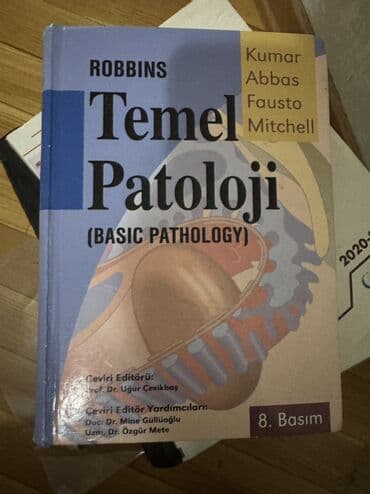 ROBBINS
Temel
Patoloji
(BASIC PATHOLOGY)
Kumar
Abbas
Fausto
Mitchell
Çeviri Editörü:
Prof. Dr. Uğur Çevikbaş
Çeviri Editör Yardımcıları:
Doç. Dr. Mine Güllüoğlu
Uzm. Dr. Özgür Mete
8. Basım